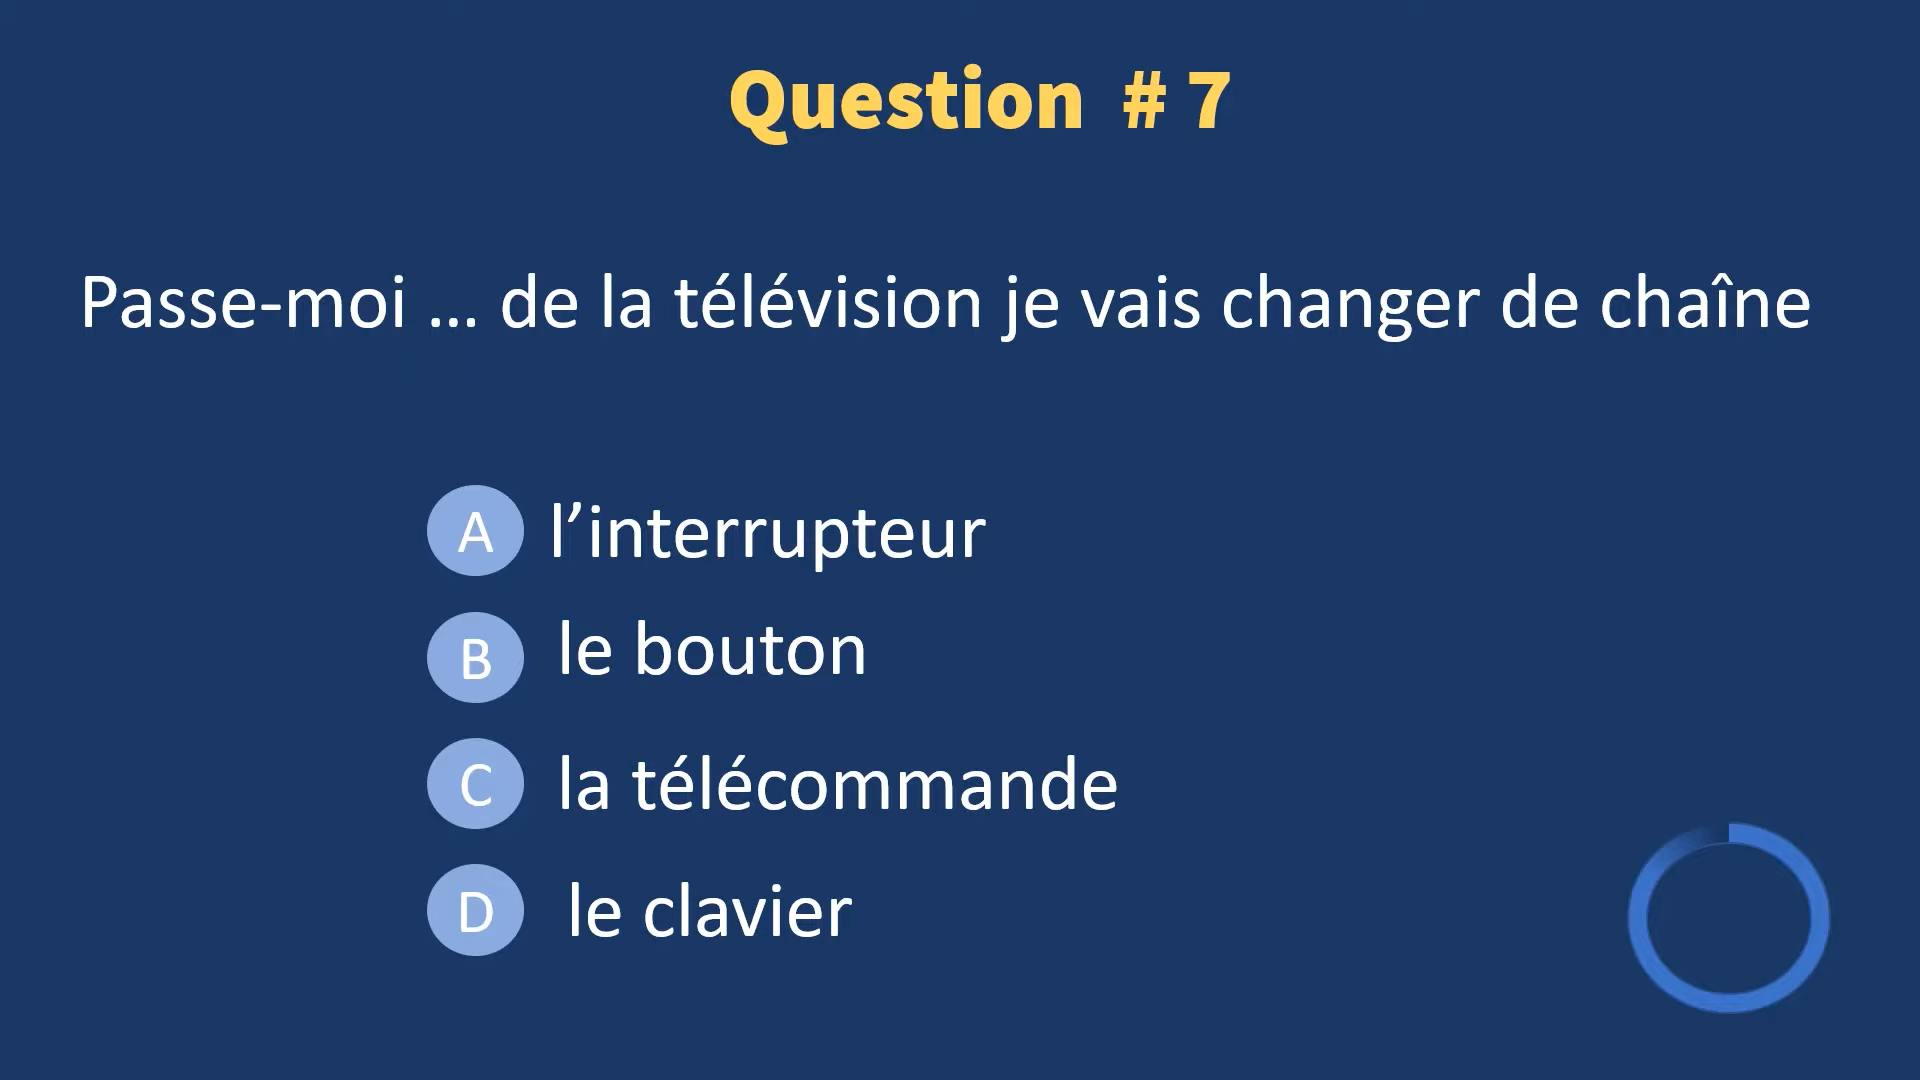 Question # 7
Passe-moi ... de la télévision je vais changer de chaîne
A l’interrupteur
B le bouton
C la télécommande
D le clavier